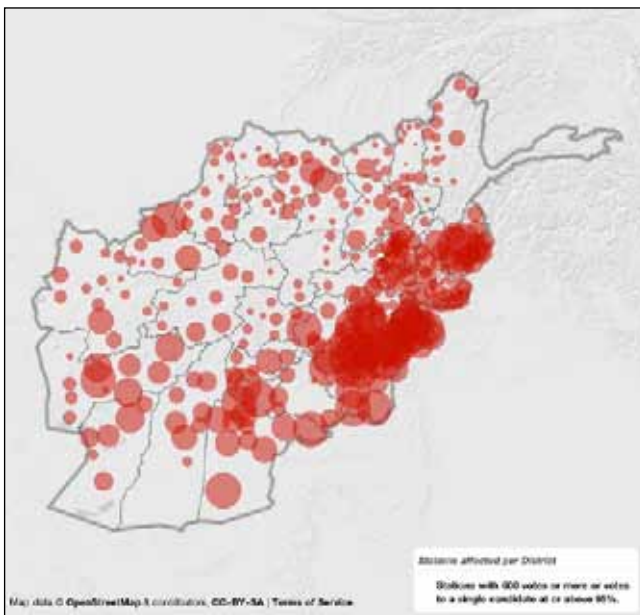 Stations affected per District
Stations with 600 votes or more or votes
to a single candidate at or above 95%.
Map data © OpenStreetMap & contributors, CC-BY-SA | Terms of Service